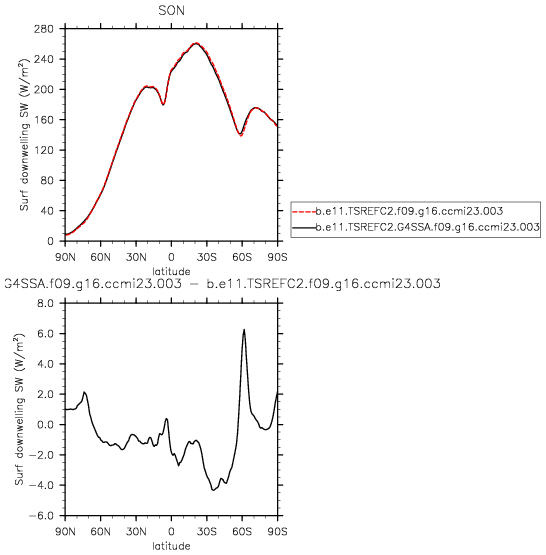 SON
280
240
200
160
120
80
40
0
Surf downwelling SW (W/m²)
90N 60N 30N 0 30S 60S 90S
latitude
b.e11.TSREFC2.f09.g16.ccmi23.003
b.e11.TSREFC2.G4SSA.f09.g16.ccmi23.003
G4SSA.f09.g16.ccmi23.003 − b.e11.TSREFC2.f09.g16.ccmi23.003
8.0
6.0
4.0
2.0
0.0
−2.0
−4.0
−6.0
Surf downwelling SW (W/m²)
90N 60N 30N 0 30S 60S 90S
latitude